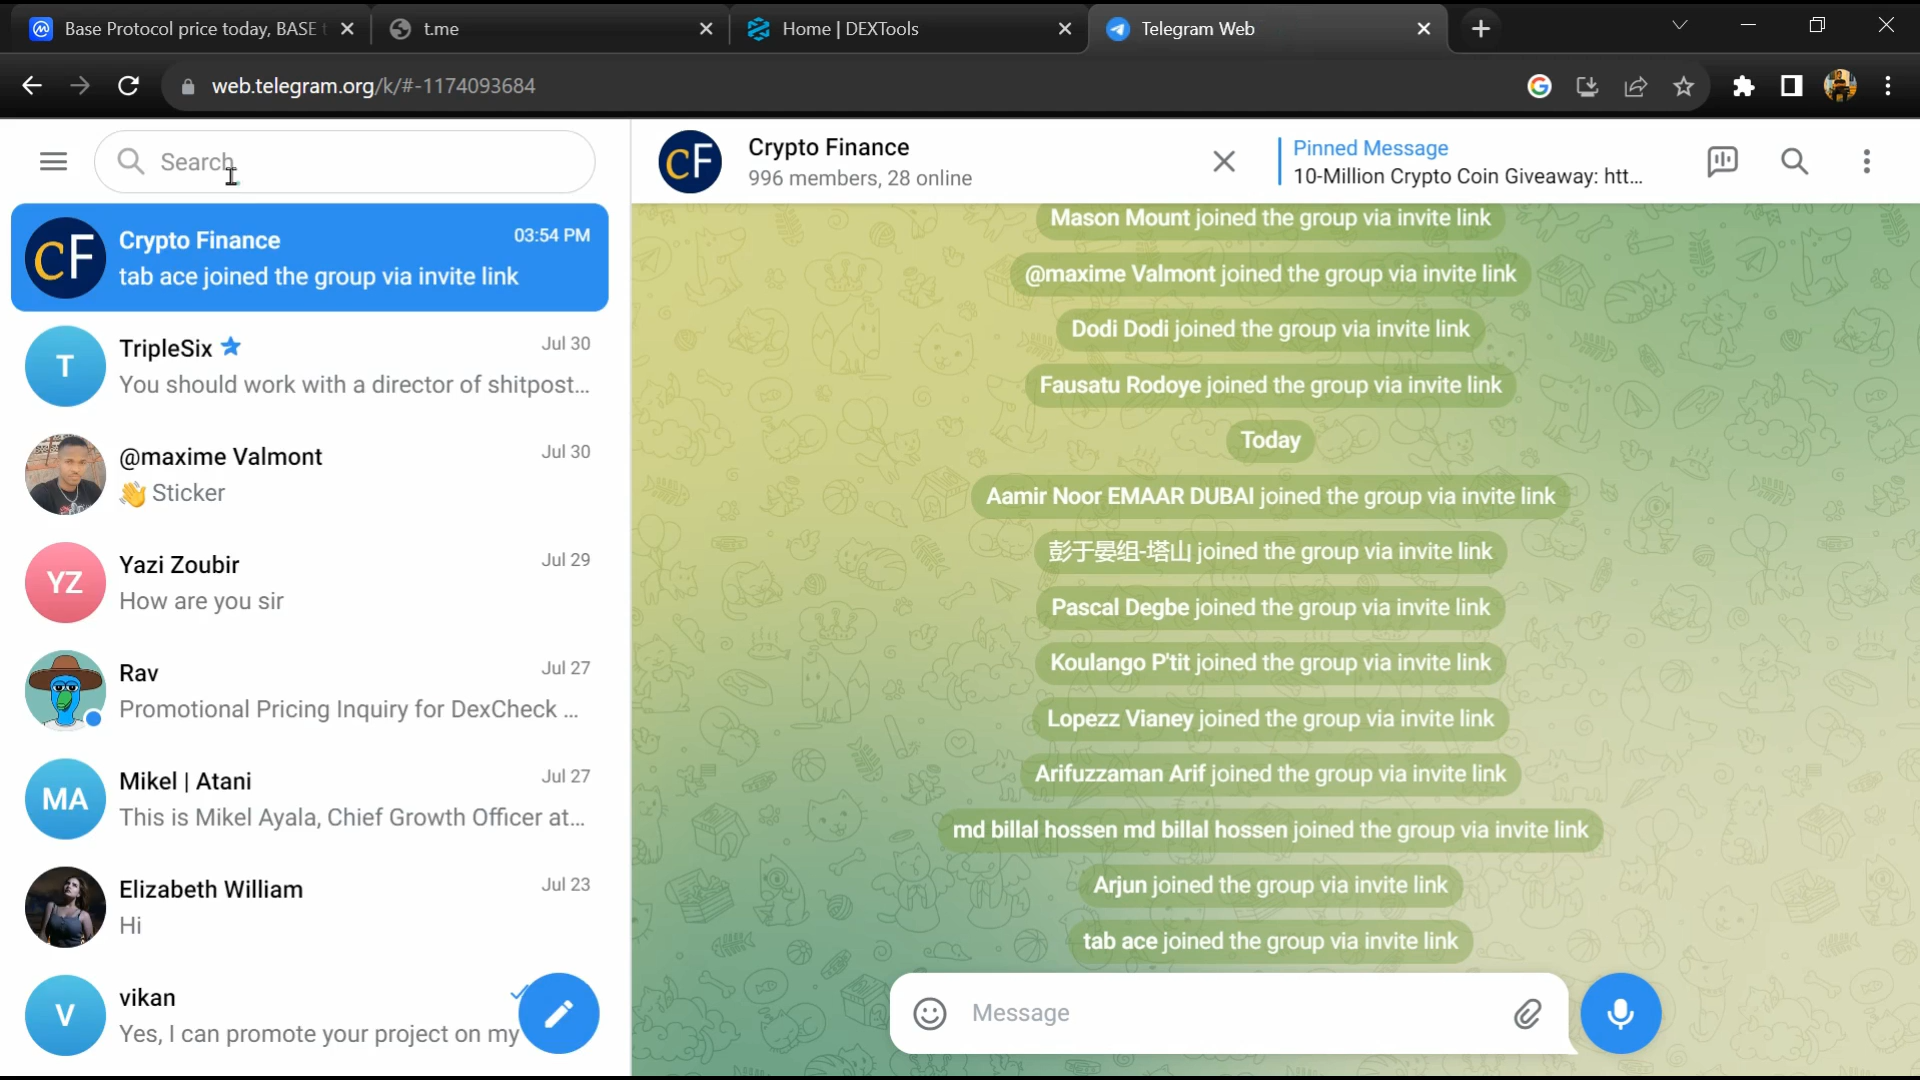 Base Protocol price today, BASE t
t.me
Home | DEXTools
Telegram Web
web.telegram.org/k/#-1174093684
Search
CF
Crypto Finance
03:54 PM
tab ace joined the group via invite link
T
TripleSix
Jul 30
You should work with a director of shitpost...
@maxime Valmont
Jul 30
👋 Sticker
YZ
Yazi Zoubir
Jul 29
How are you sir
Rav
Jul 27
Promotional Pricing Inquiry for DexCheck ...
MA
Mikel | Atani
Jul 27
This is Mikel Ayala, Chief Growth Officer at...
Elizabeth William
Jul 23
Hi
V
vikan
Yes, I can promote your project on my
CF
Crypto Finance
996 members, 28 online
Pinned Message
10-Million Crypto Coin Giveaway: htt...
Mason Mount joined the group via invite link
@maxime Valmont joined the group via invite link
Dodi Dodi joined the group via invite link
Fausatu Rodoye joined the group via invite link
Today
Aamir Noor EMAAR DUBAI joined the group via invite link
彭于晏组-塔山 joined the group via invite link
Pascal Degbe joined the group via invite link
Koulango P'tit joined the group via invite link
Lopezz Vianey joined the group via invite link
Arifuzzaman Arif joined the group via invite link
md billal hossen md billal hossen joined the group via invite link
Arjun joined the group via invite link
tab ace joined the group via invite link
Message